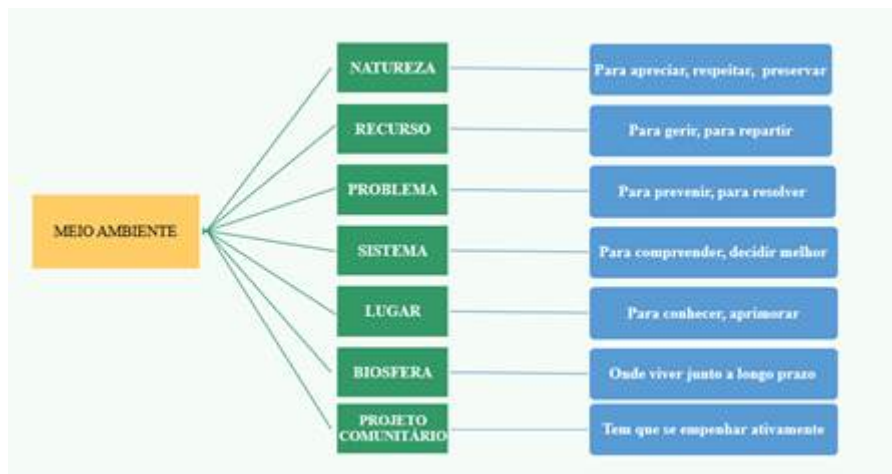 MEIO AMBIENTE
NATUREZA
Para apreciar, respeitar, preservar
RECURSO
Para gerir, para repartir
PROBLEMA
Para prevenir, para resolver
SISTEMA
Para compreender, decidir melhor
LUGAR
Para conhecer, aprimorar
BIOSFERA
Onde viver junto a longo prazo
PROJETO
COMUNITÁRIO
Tem que se empenhar ativamente